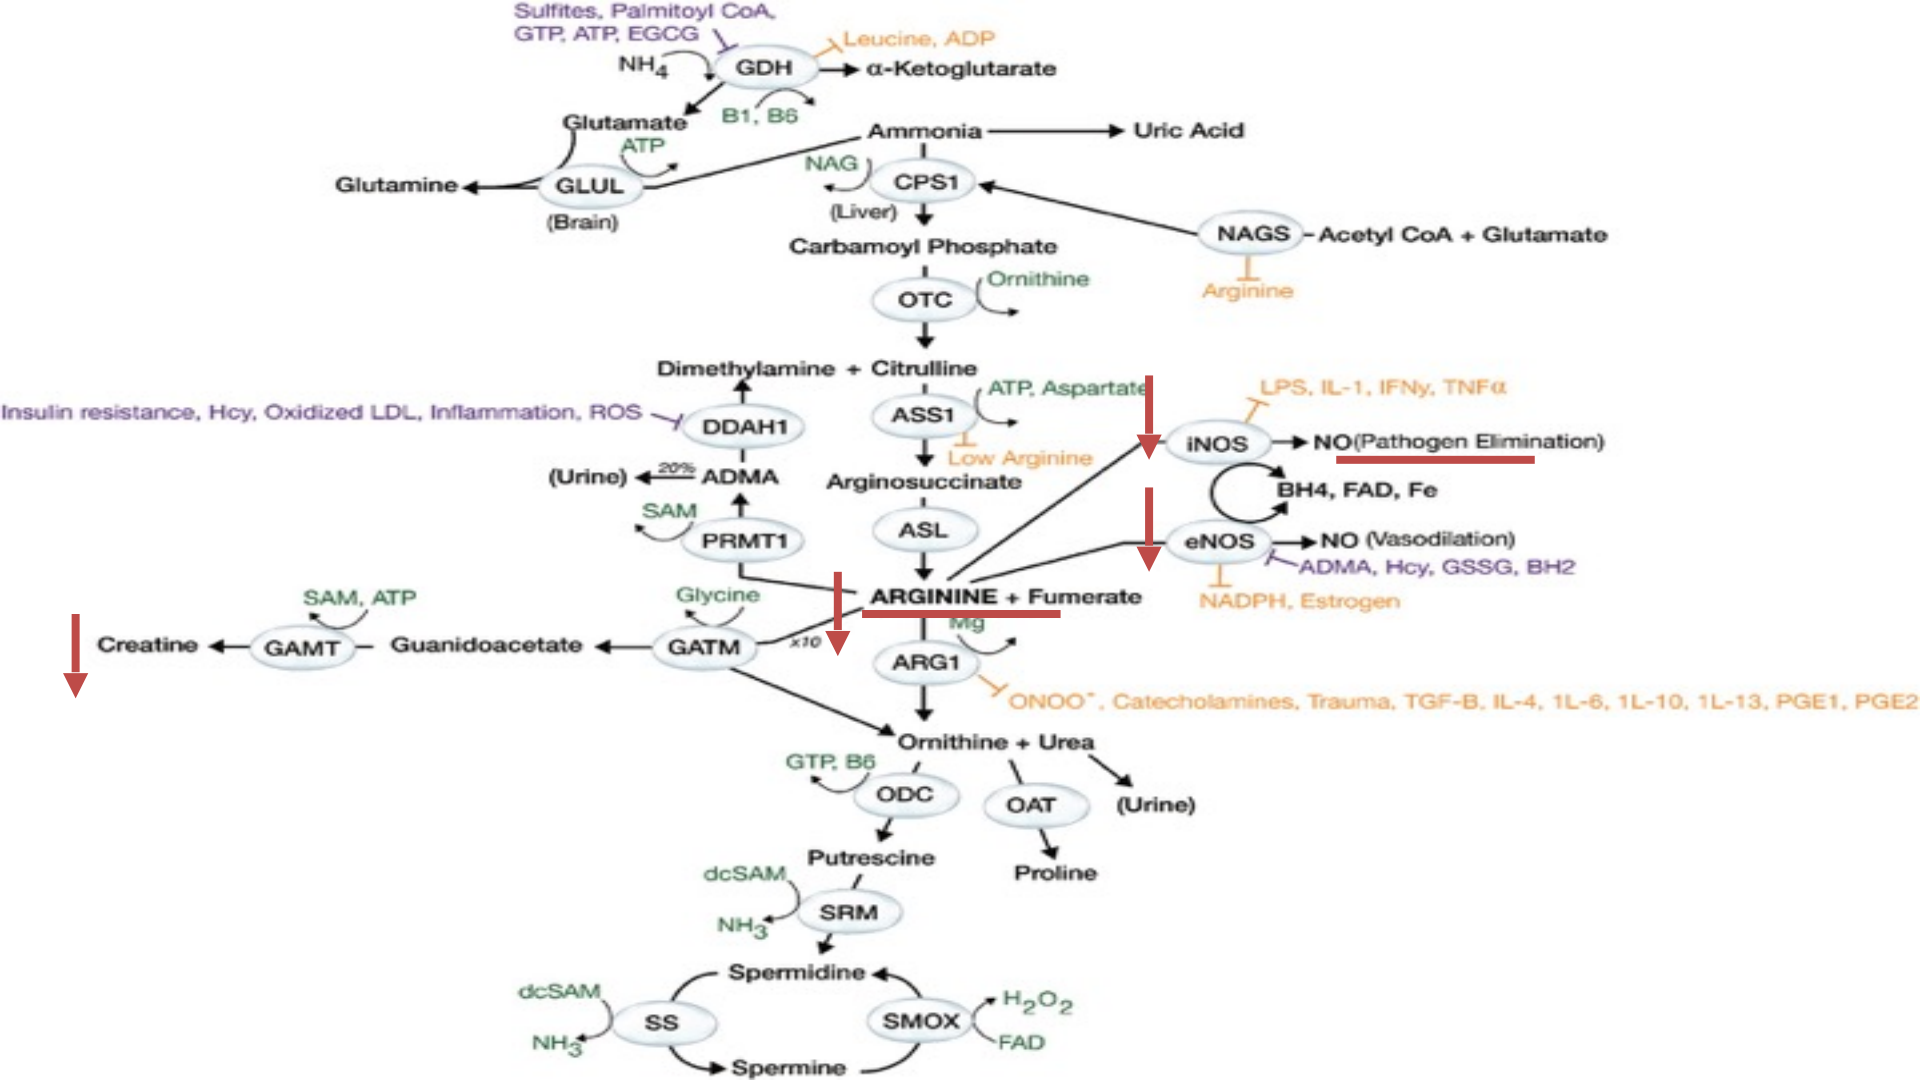 Sulfites, Palmitoyl CoA,
GTP, ATP, EGCG
Leucine, ADP
NH4
GDH
α-Ketoglutarate
B1, B6
Glutamate
ATP
Ammonia
Uric Acid
NAG
Glutamine
GLUL
(Brain)
CPS1
(Liver)
NAGS
Acetyl CoA + Glutamate
Arginine
Carbamoyl Phosphate
Ornithine
OTC
Dimethylamine + Citrulline
ATP, Aspartate
LPS, IL-1, IFNy, TNFα
Insulin resistance, Hcy, Oxidized LDL, Inflammation, ROS
DDAH1
ASS1
iNOS
NO(Pathogen Elimination)
Low Arginine
(Urine)
20%
ADMA
Arginosuccinate
BH4, FAD, Fe
SAM
PRMT1
ASL
eNOS
NO (Vasodilation)
ADMA, Hcy, GSSG, BH2
NADPH, Estrogen
SAM, ATP
Glycine
ARGININE + Fumerate
Mg
Creatine
GAMT
Guanidoacetate
GATM
x10
ARG1
ONOO-, Catecholamines, Trauma, TGF-B, IL-4, 1L-6, 1L-10, 1L-13, PGE1, PGE2
Ornithine + Urea
GTP, B6
ODC
OAT
(Urine)
Putrescine
Proline
dcSAM
SRM
NH3
Spermidine
dcSAM
H2O2
SS
SMOX
NH3
FAD
Spermine